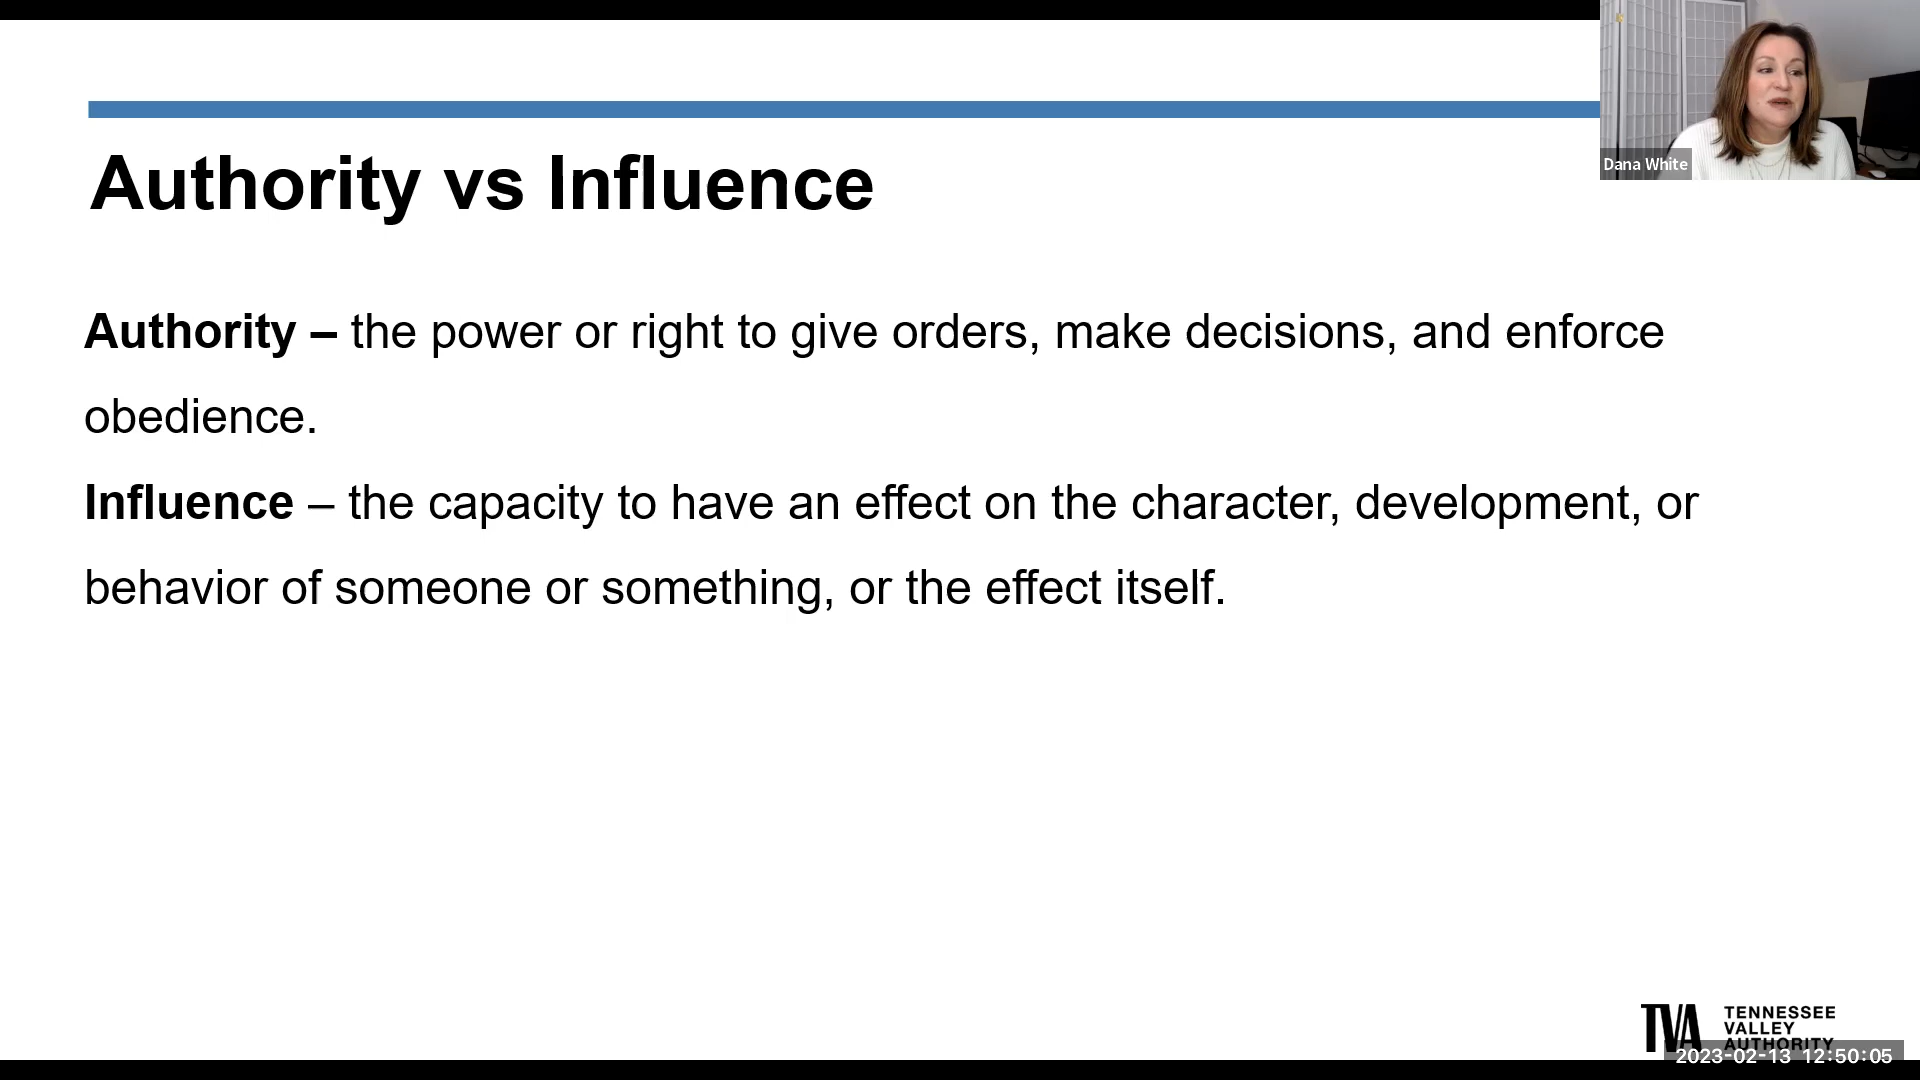 Dana White
Authority vs Influence
Authority – the power or right to give orders, make decisions, and enforce
obedience.
Influence – the capacity to have an effect on the character, development, or
behavior of someone or something, or the effect itself.
TVA
TENNESSEE
VALLEY
AUTHORITY
2023-02-13 12:50:05